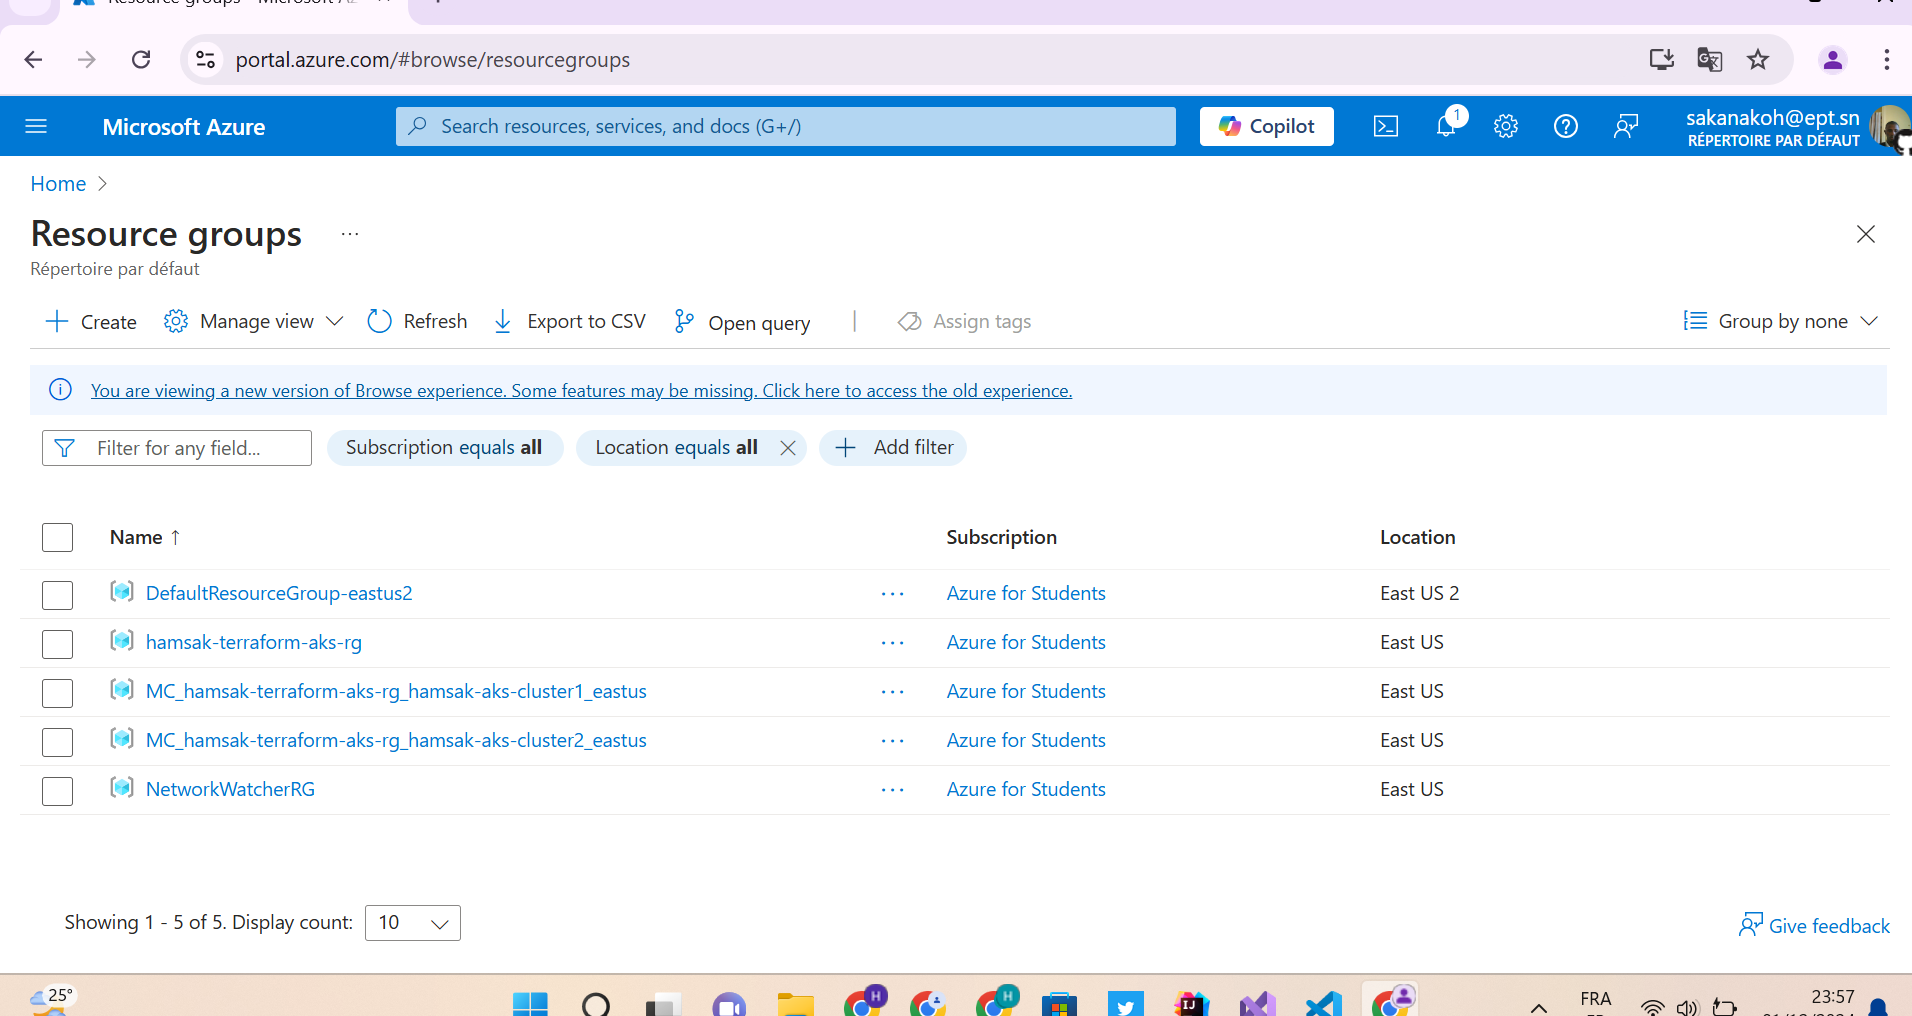 portal.azure.com/#browse/resourcegroups
Microsoft Azure
Search resources, services, and docs (G+/)
Copilot
1
sakanakoh@ept.sn
RÉPERTOIRE PAR DÉFAUT
Home
Resource groups
Répertoire par défaut
Create
Manage view
Refresh
Export to CSV
Open query
Assign tags
Group by none
You are viewing a new version of Browse experience. Some features may be missing. Click here to access the old experience.
Filter for any field...
Subscription equals all
Location equals all
Add filter
Name ↑ Subscription Location
DefaultResourceGroup-eastus2 Azure for Students East US 2
hamsak-terraform-aks-rg Azure for Students East US
MC_hamsak-terraform-aks-rg_hamsak-aks-cluster1_eastus Azure for Students East US
MC_hamsak-terraform-aks-rg_hamsak-aks-cluster2_eastus Azure for Students East US
NetworkWatcherRG Azure for Students East US
Showing 1 - 5 of 5. Display count: 10
Give feedback
25°
H
H
IJ
FRA
23:57